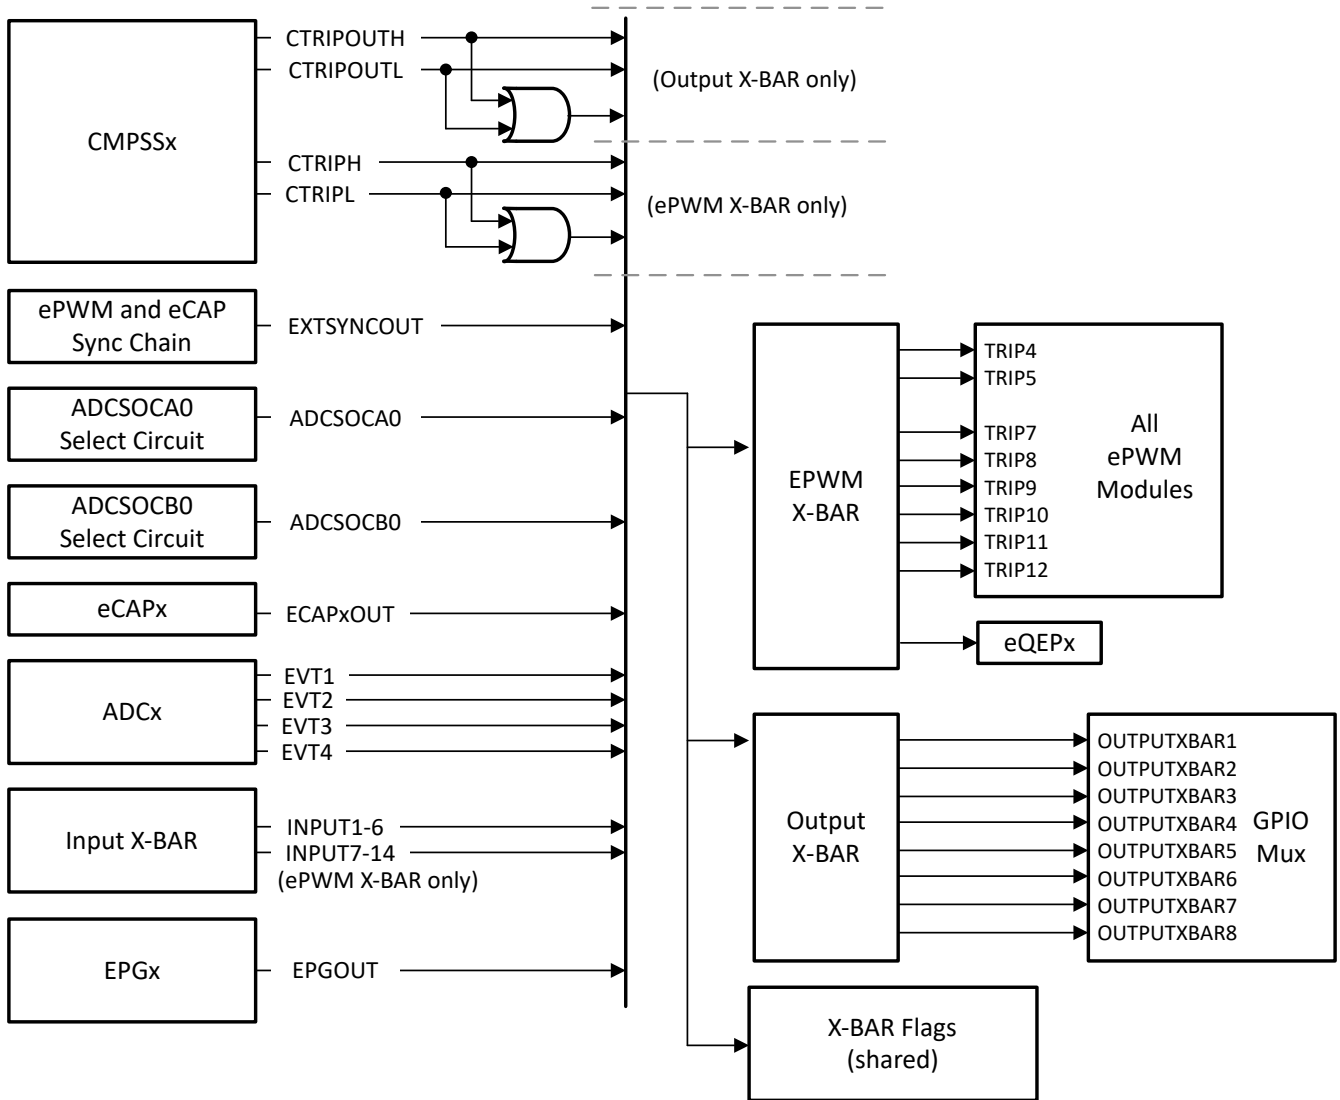 CTRIPOUTH
CTRIPOUTL
(Output X-BAR only)
CMPSSx
CTRIPH
CTRIPL
(ePWM X-BAR only)
ePWM and eCAP
Sync Chain
EXTSYNCOUT
ADCSOCA0
Select Circuit
ADCSOCA0
ADCSOCB0
Select Circuit
ADCSOCB0
eCAPx
ECAPxOUT
ADCx
EVT1
EVT2
EVT3
EVT4
Input X-BAR
INPUT1-6
INPUT7-14
(ePWM X-BAR only)
EPGx
EPGOUT
EPWM
X-BAR
TRIP4
TRIP5
TRIP7
TRIP8
TRIP9
TRIP10
TRIP11
TRIP12
All
ePWM
Modules
eQEPx
Output
X-BAR
OUTPUTXBAR1
OUTPUTXBAR2
OUTPUTXBAR3
OUTPUTXBAR4
OUTPUTXBAR5
OUTPUTXBAR6
OUTPUTXBAR7
OUTPUTXBAR8
GPIO
Mux
X-BAR Flags
(shared)